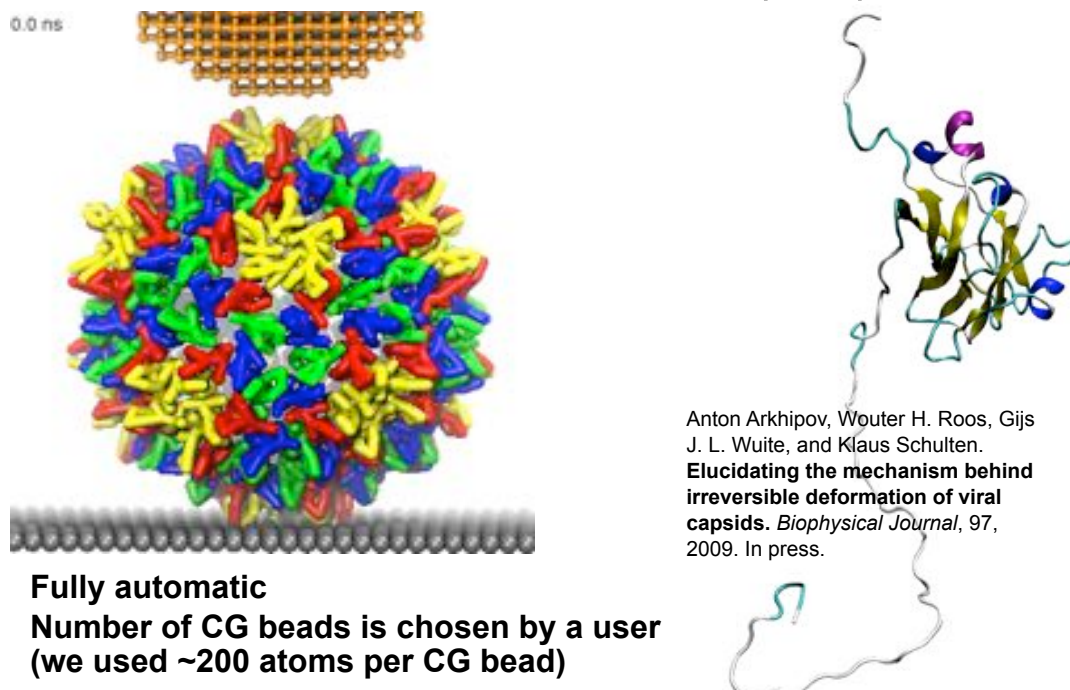 0.0 ns
Anton Arkhipov, Wouter H. Roos, Gijs
J. L. Wuite, and Klaus Schulten.
Elucidating the mechanism behind
irreversible deformation of viral
capsids. Biophysical Journal, 97,
2009. In press.
Fully automatic
Number of CG beads is chosen by a user
(we used ~200 atoms per CG bead)